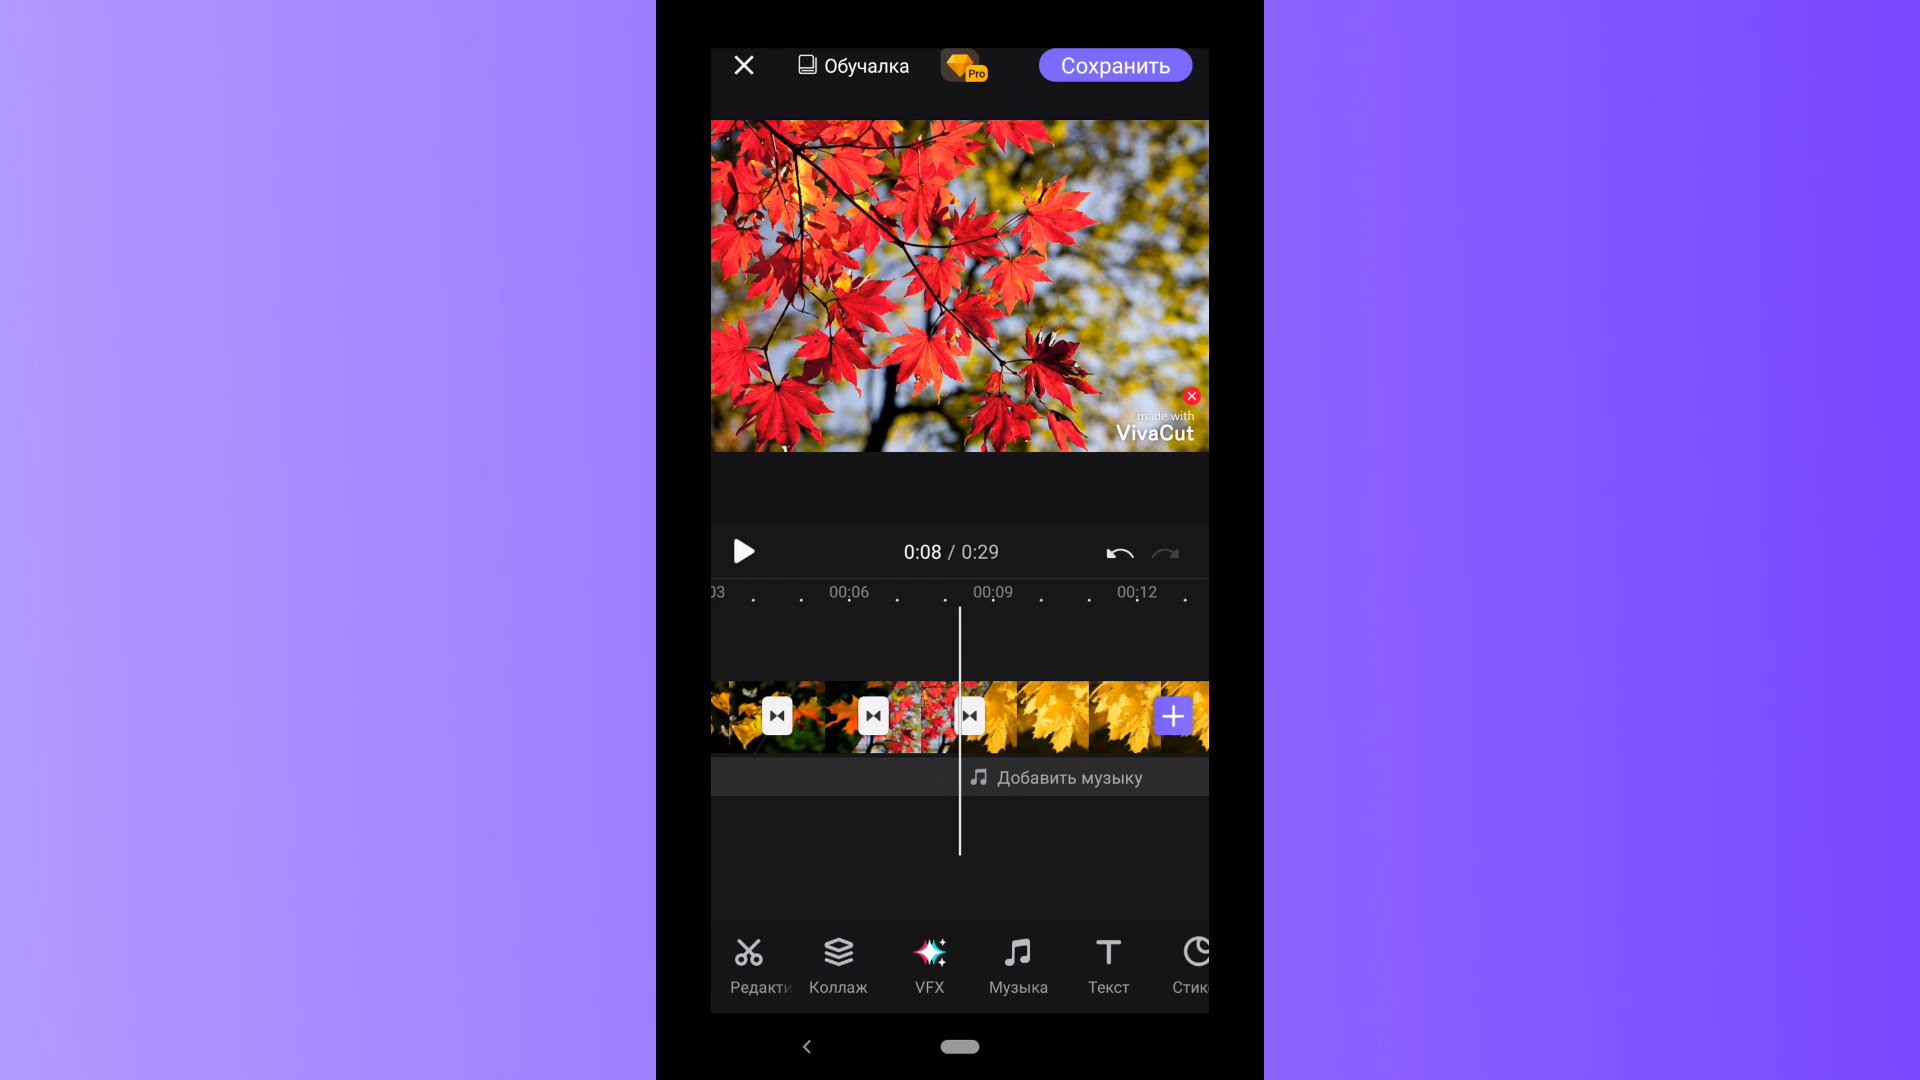 Обучалка
Pro
Сохранить
made with
VivaCut
0:08 / 0:29
03 00:06 00:09 00:12
Добавить музыку
Редакти Коллаж VFX Музыка Текст Стик